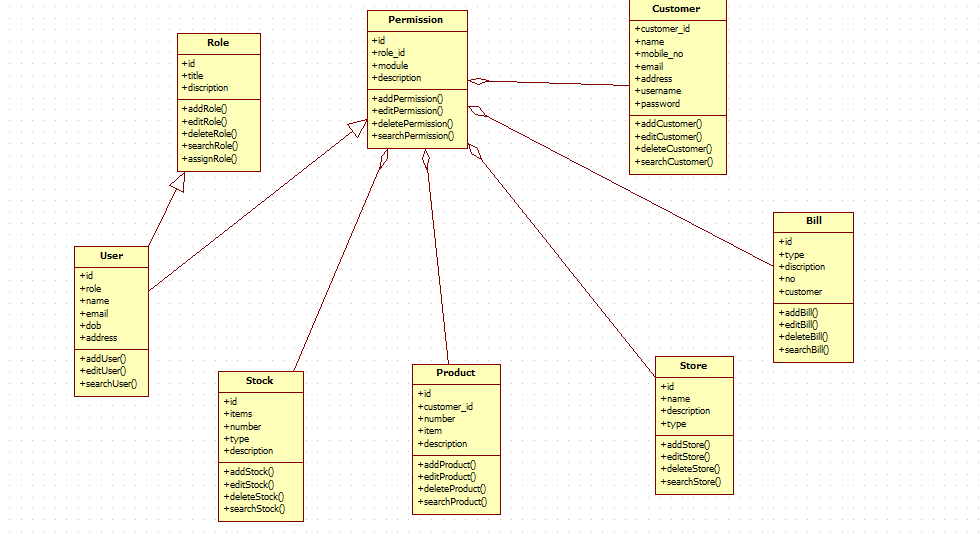 Role
+id
+title
+discription
+addRole()
+editRole()
+deleteRole()
+searchRole()
+assignRole()
Permission
+id
+role_id
+module
+description
+addPermission()
+editPermission()
+deletePermission()
+searchPermission()
Customer
+customer_id
+name
+mobile_no
+email
+address
+username
+password
+addCustomer()
+editCustomer()
+deleteCustomer()
+searchCustomer()
Bill
+id
+type
+discription
+no
+customer
+addBill()
+editBill()
+deleteBill()
+searchBill()
User
+id
+role
+name
+email
+dob
+address
+addUser()
+editUser()
+searchUser()
Stock
+id
+items
+number
+type
+description
+addStock()
+editStock()
+deleteStock()
+searchStock()
Product
+id
+customer_id
+number
+item
+description
+addProduct()
+editProduct()
+deleteProduct()
+searchProduct()
Store
+id
+name
+description
+type
+addStore()
+editStore()
+deleteStore()
+searchStore()